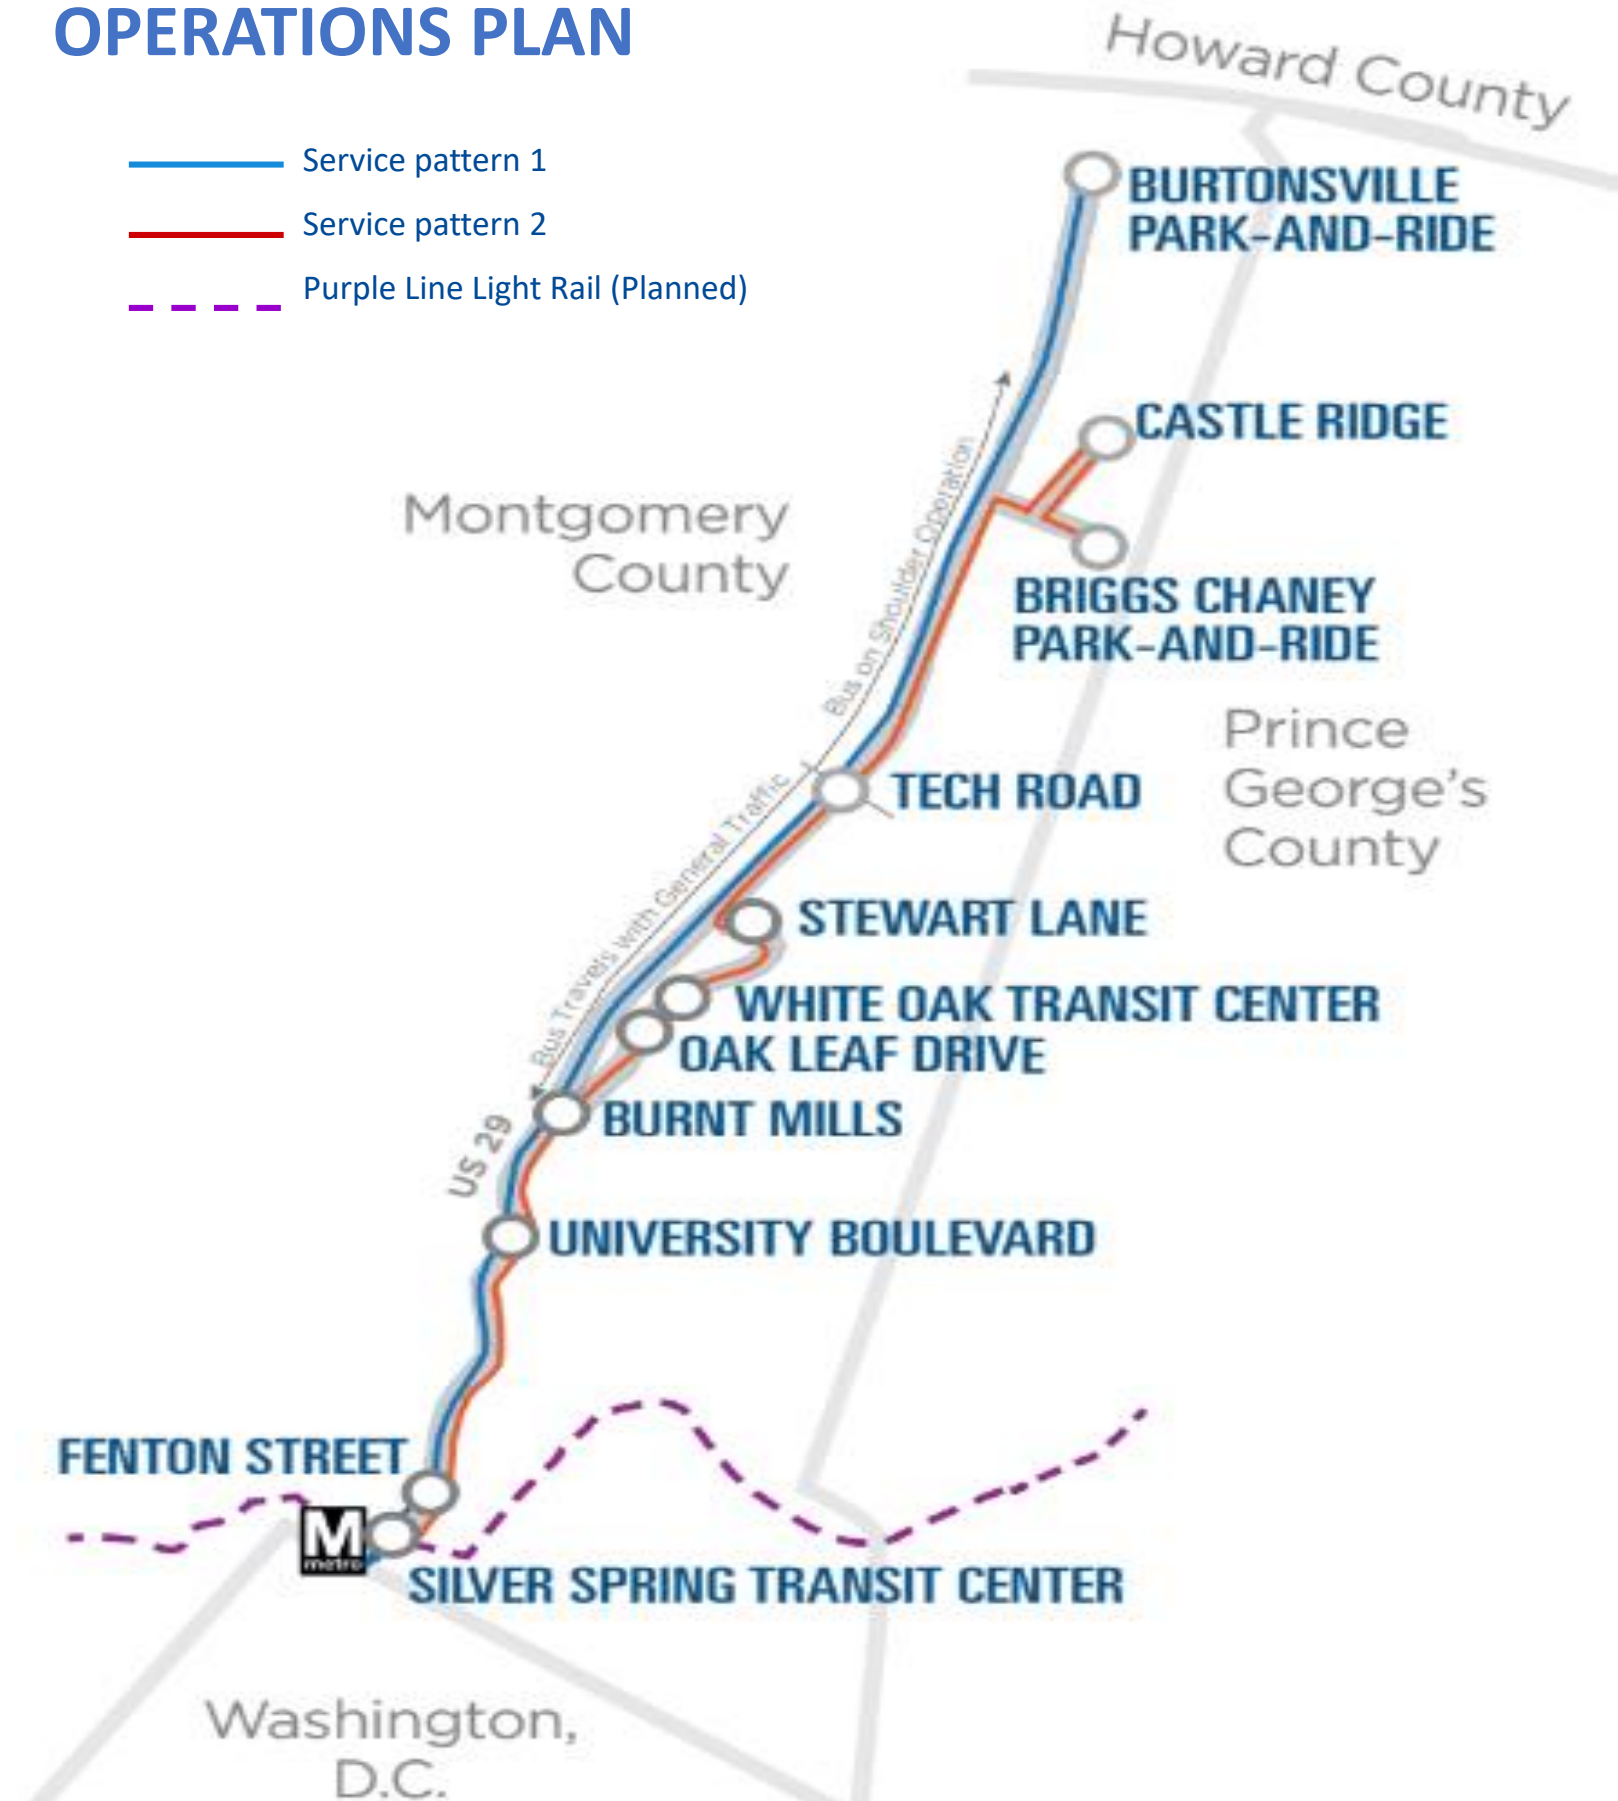 OPERATIONS PLAN
Howard County
Service pattern 1
Service pattern 2
Purple Line Light Rail (Planned)
BURTONSVILLE
PARK-AND-RIDE
CASTLE RIDGE
Montgomery
County
Bus on Shoulder Operation
BRIGGS CHANEY
PARK-AND-RIDE
Prince
George's
County
TECH ROAD
Bus Travels with General Traffic
STEWART LANE
WHITE OAK TRANSIT CENTER
OAK LEAF DRIVE
BURNT MILLS
US 29
UNIVERSITY BOULEVARD
FENTON STREET
M
metro
SILVER SPRING TRANSIT CENTER
Washington,
D.C.